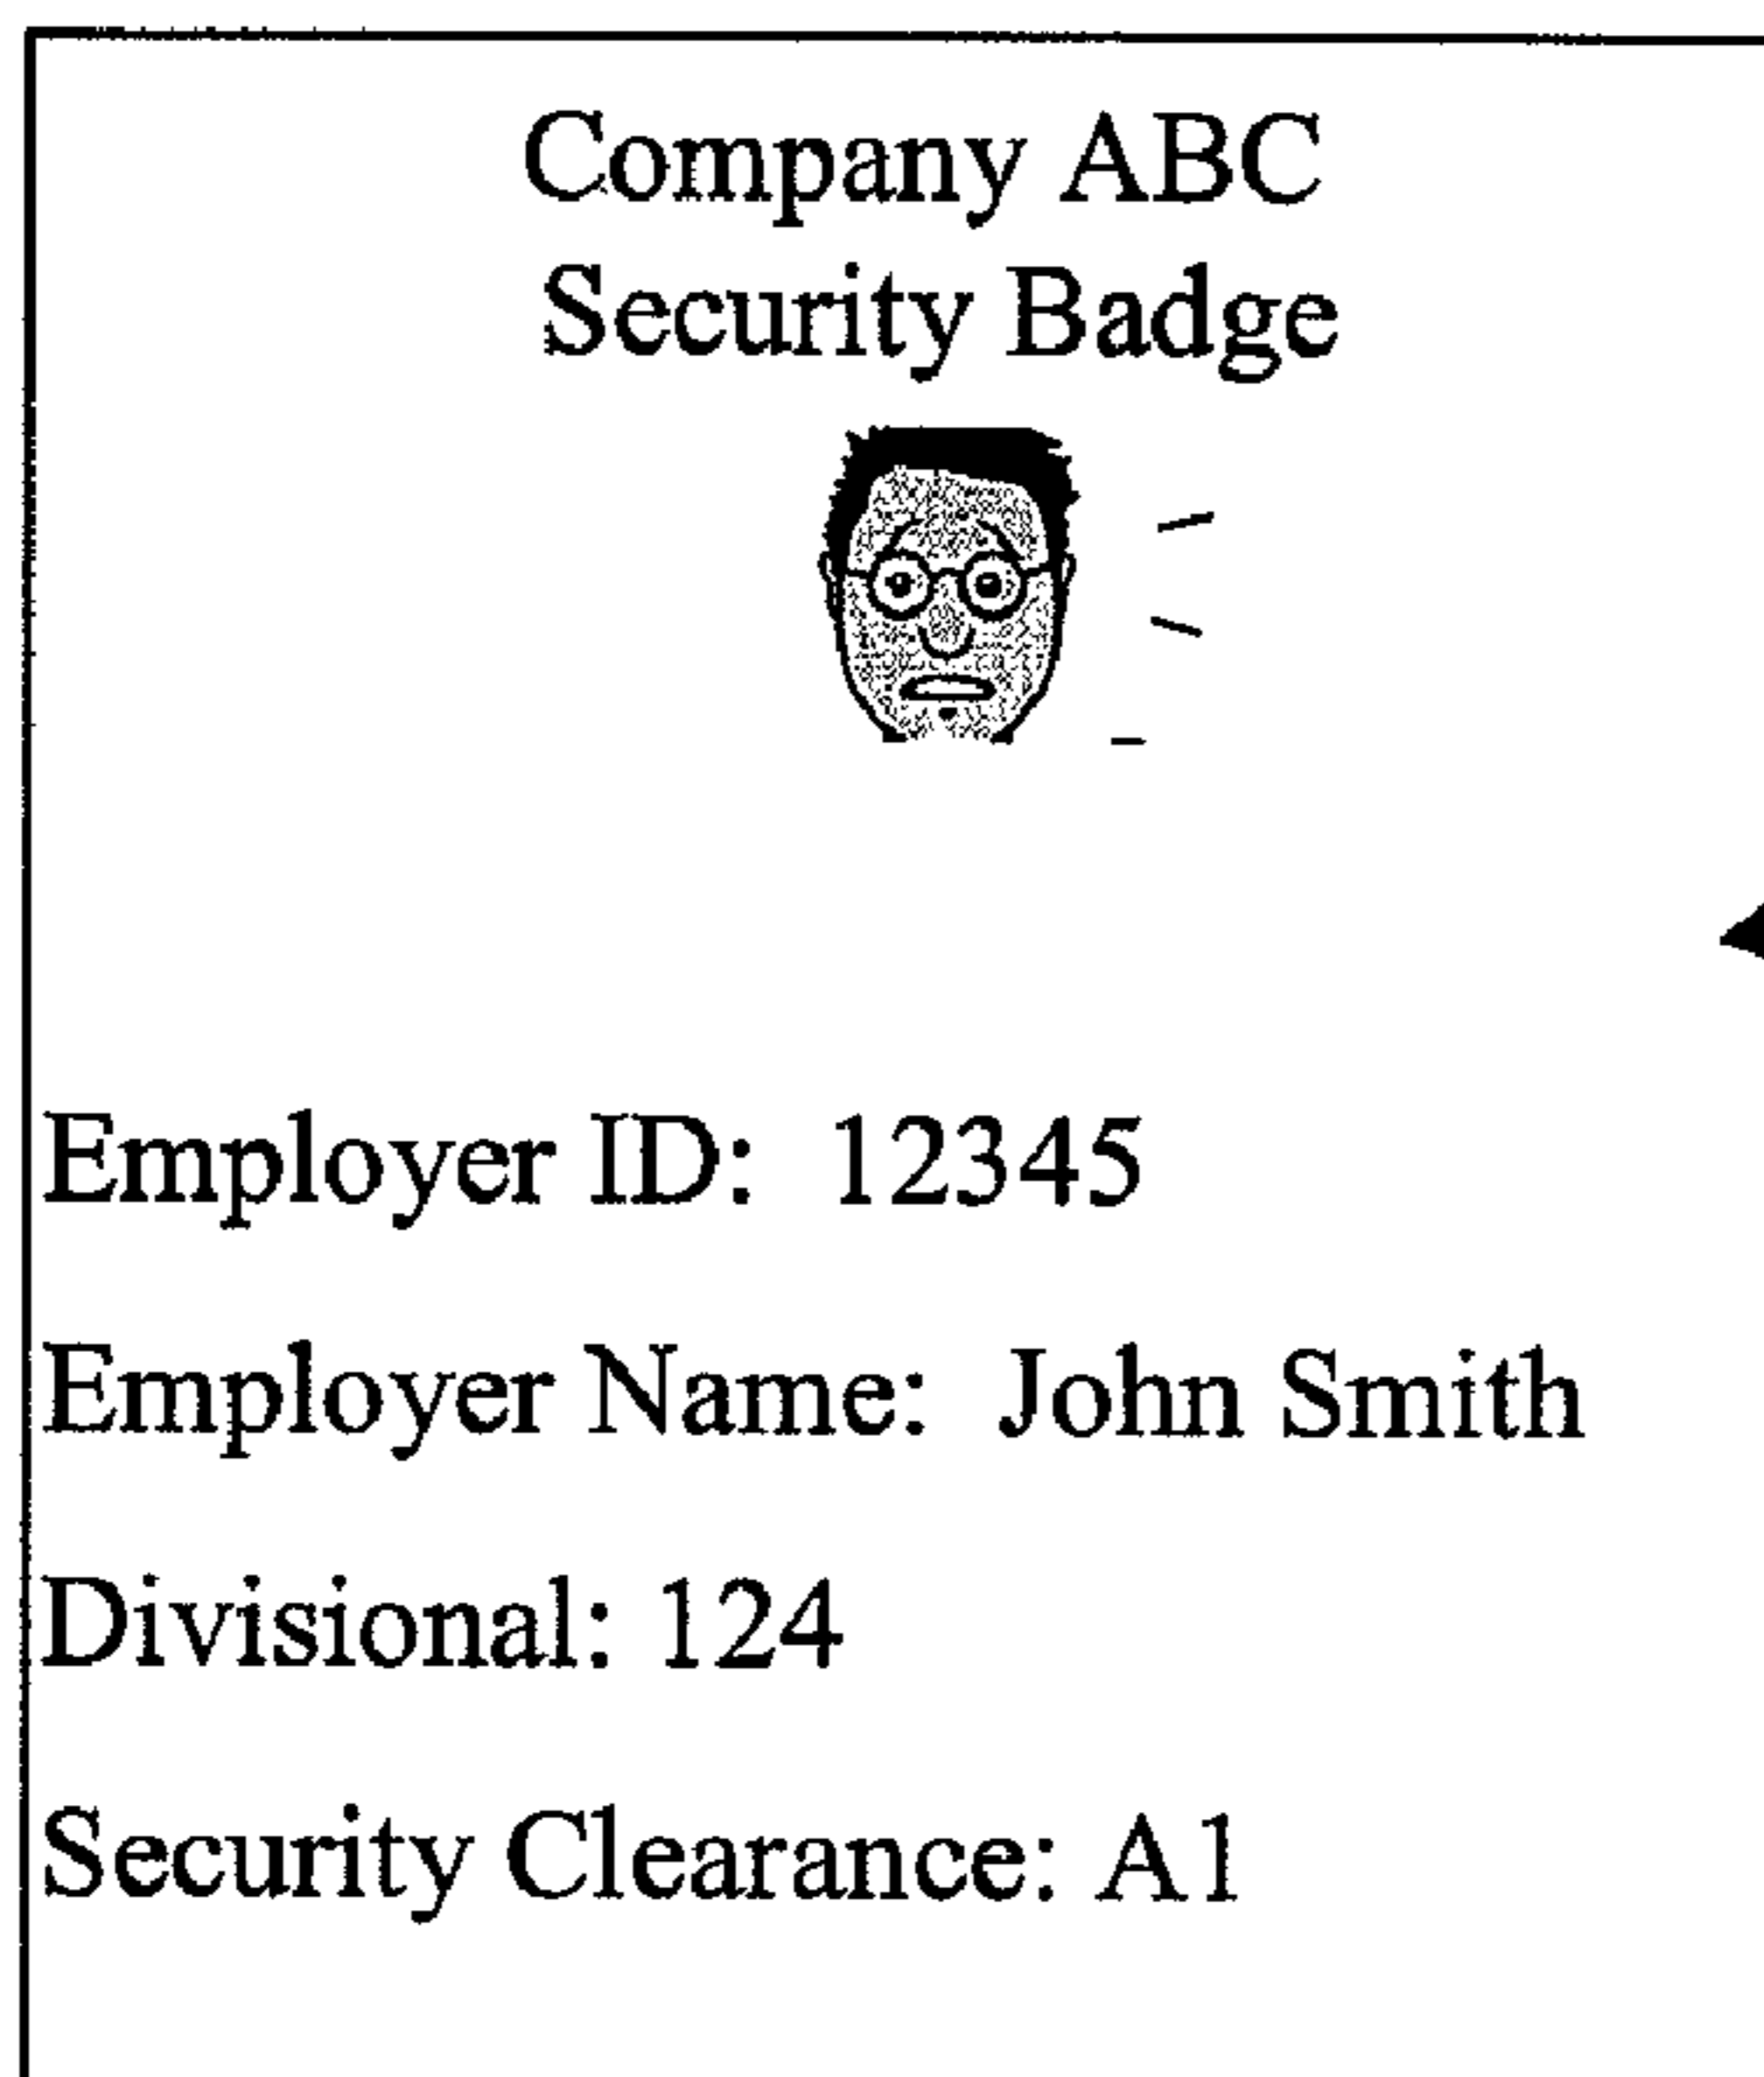 Company ABC
Security Badge
Employer ID: 12345
Employer Name: John Smith
Divisional: 124
Security Clearance: A1